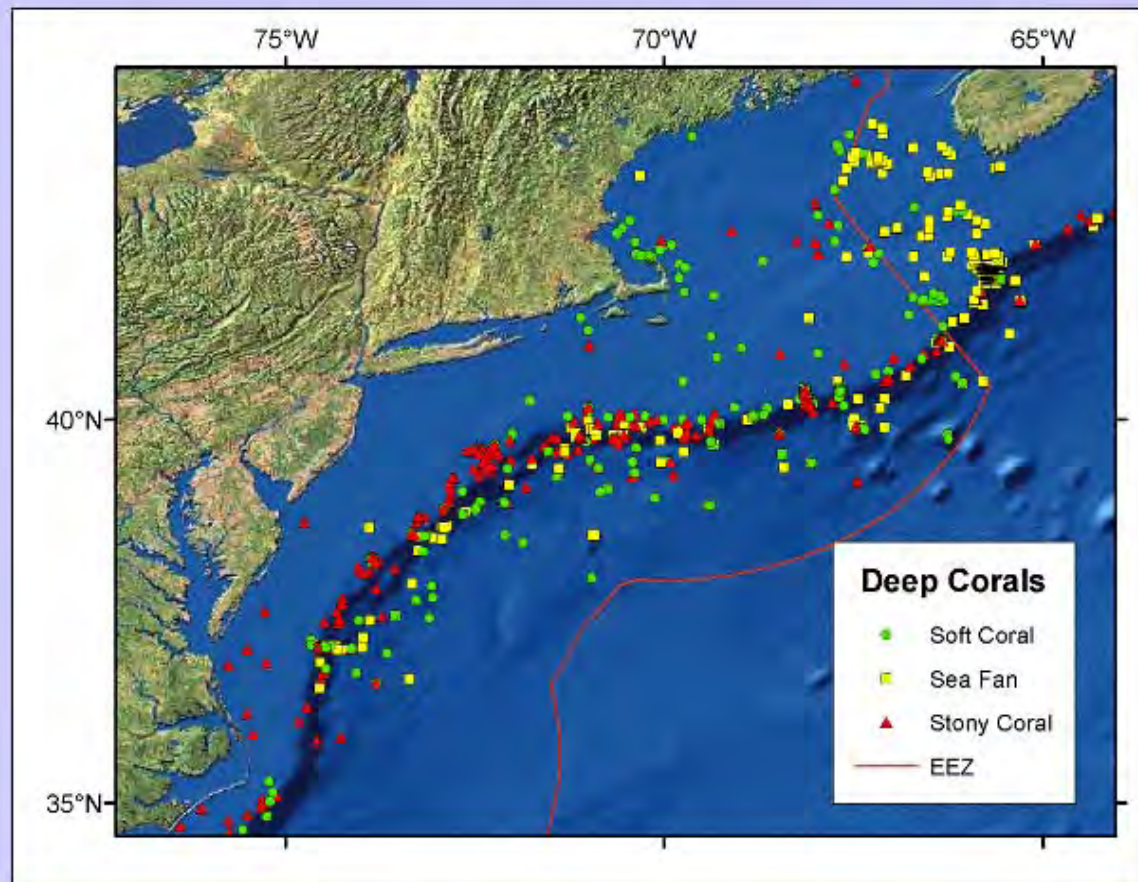 75°W 70°W 65°W
40°N
35°N
Deep Corals
Soft Coral
Sea Fan
Stony Coral
EEZ